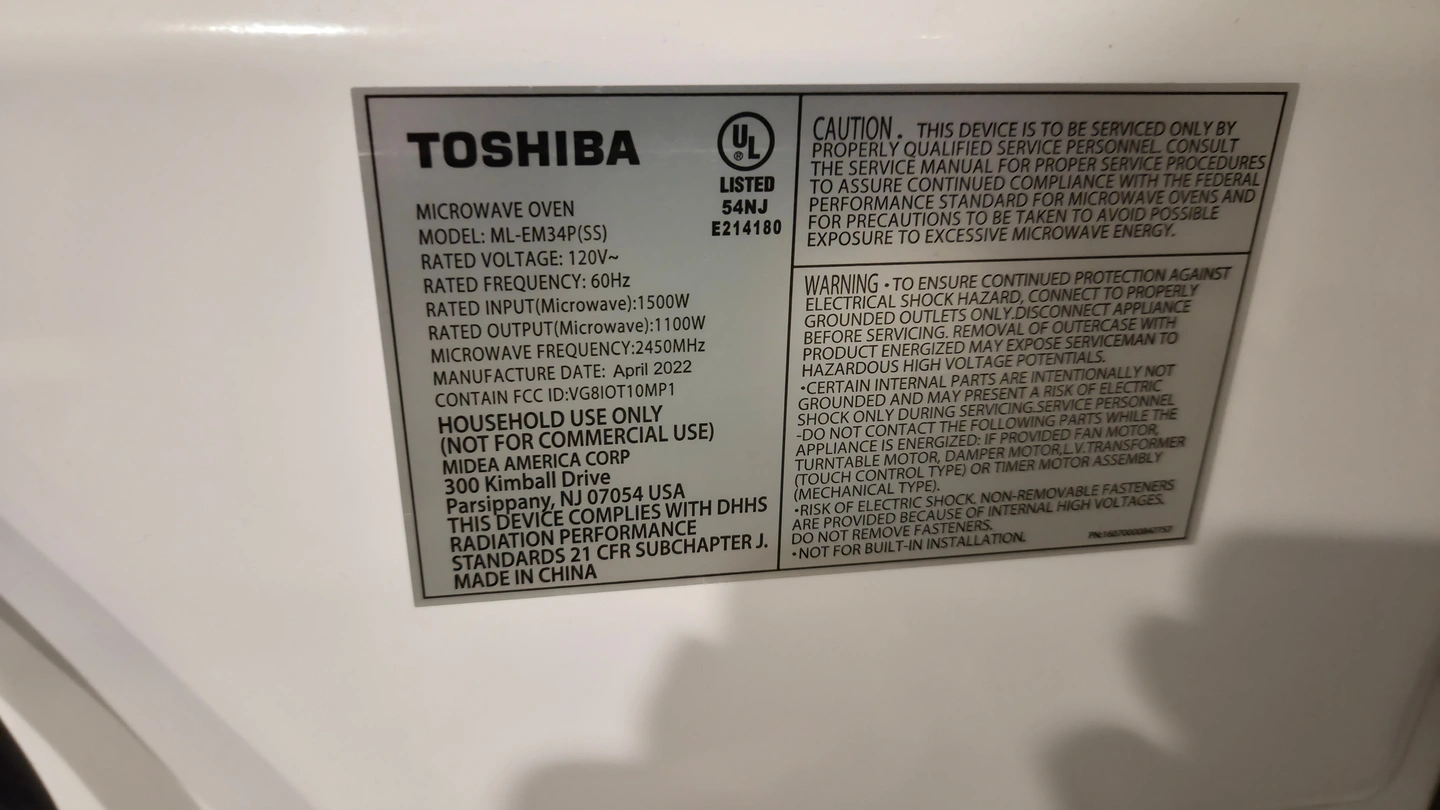 TOSHIBA
UL
®
LISTED
54NJ
E214180
MICROWAVE OVEN
MODEL: ML-EM34P(SS)
RATED VOLTAGE: 120V~
RATED FREQUENCY: 60Hz
RATED INPUT(Microwave):1500W
RATED OUTPUT(Microwave):1100W
MICROWAVE FREQUENCY:2450MHz
MANUFACTURE DATE: April 2022
CONTAIN FCC ID:VG8IOT10MP1
HOUSEHOLD USE ONLY
(NOT FOR COMMERCIAL USE)
MIDEA AMERICA CORP
300 Kimball Drive
Parsippany, NJ 07054 USA
THIS DEVICE COMPLIES WITH DHHS
RADIATION PERFORMANCE
STANDARDS 21 CFR SUBCHAPTER J.
MADE IN CHINA
CAUTION . THIS DEVICE IS TO BE SERVICED ONLY BY
PROPERLY QUALIFIED SERVICE PERSONNEL. CONSULT
THE SERVICE MANUAL FOR PROPER SERVICE PROCEDURES
TO ASSURE CONTINUED COMPLIANCE WITH THE FEDERAL
PERFORMANCE STANDARD FOR MICROWAVE OVENS AND
FOR PRECAUTIONS TO BE TAKEN TO AVOID POSSIBLE
EXPOSURE TO EXCESSIVE MICROWAVE ENERGY.
WARNING •TO ENSURE CONTINUED PROTECTION AGAINST
ELECTRICAL SHOCK HAZARD, CONNECT TO PROPERLY
GROUNDED OUTLETS ONLY.DISCONNECT APPLIANCE
BEFORE SERVICING. REMOVAL OF OUTERCASE WITH
PRODUCT ENERGIZED MAY EXPOSE SERVICEMAN TO
HAZARDOUS HIGH VOLTAGE POTENTIALS.
•CERTAIN INTERNAL PARTS ARE INTENTIONALLY NOT
GROUNDED AND MAY PRESENT A RISK OF ELECTRIC
SHOCK ONLY DURING SERVICING.SERVICE PERSONNEL
-DO NOT CONTACT THE FOLLOWING PARTS WHILE THE
APPLIANCE IS ENERGIZED: IF PROVIDED FAN MOTOR,
TURNTABLE MOTOR, DAMPER MOTOR,L.V.TRANSFORMER
(TOUCH CONTROL TYPE) OR TIMER MOTOR ASSEMBLY
(MECHANICAL TYPE).
•RISK OF ELECTRIC SHOCK. NON-REMOVABLE FASTENERS
ARE PROVIDED BECAUSE OF INTERNAL HIGH VOLTAGES.
DO NOT REMOVE FASTENERS.
•NOT FOR BUILT-IN INSTALLATION.